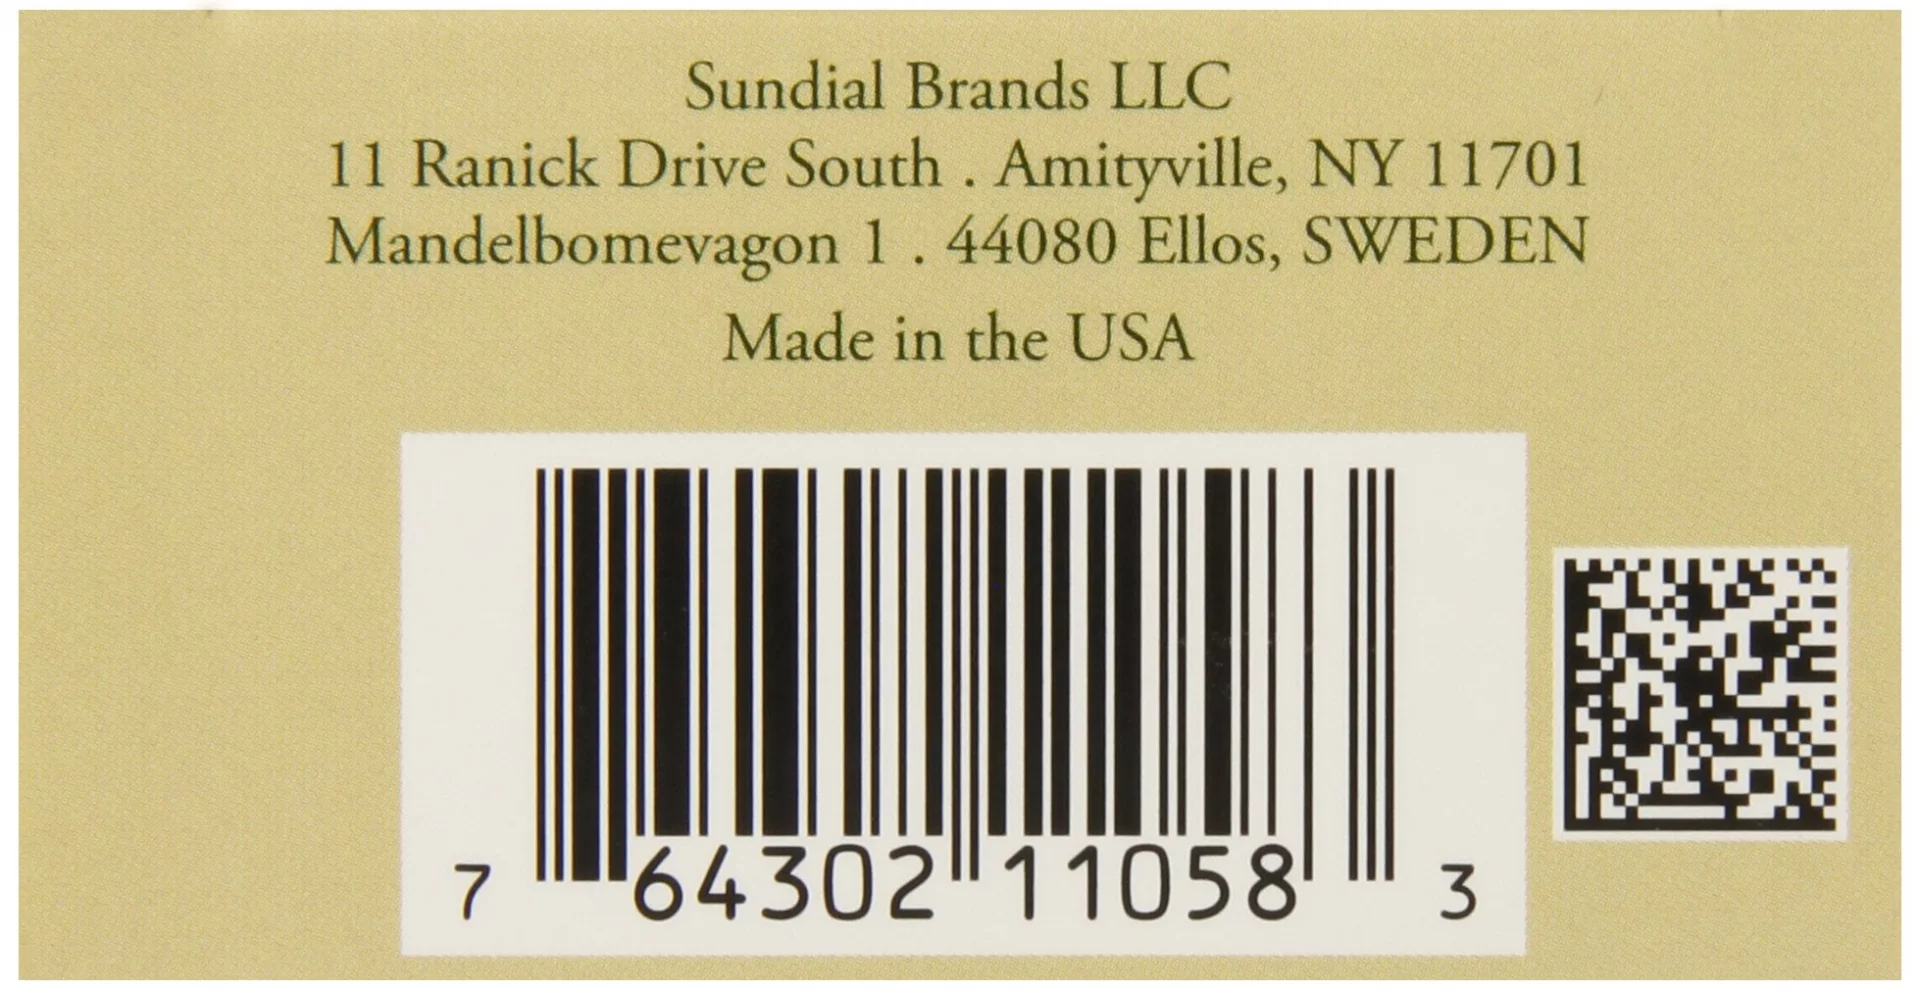 Sundial Brands LLC
11 Ranick Drive South . Amityville, NY 11701
Mandelbomevagon 1 . 44080 Ellos, SWEDEN
Made in the USA
7 64302 11058 3